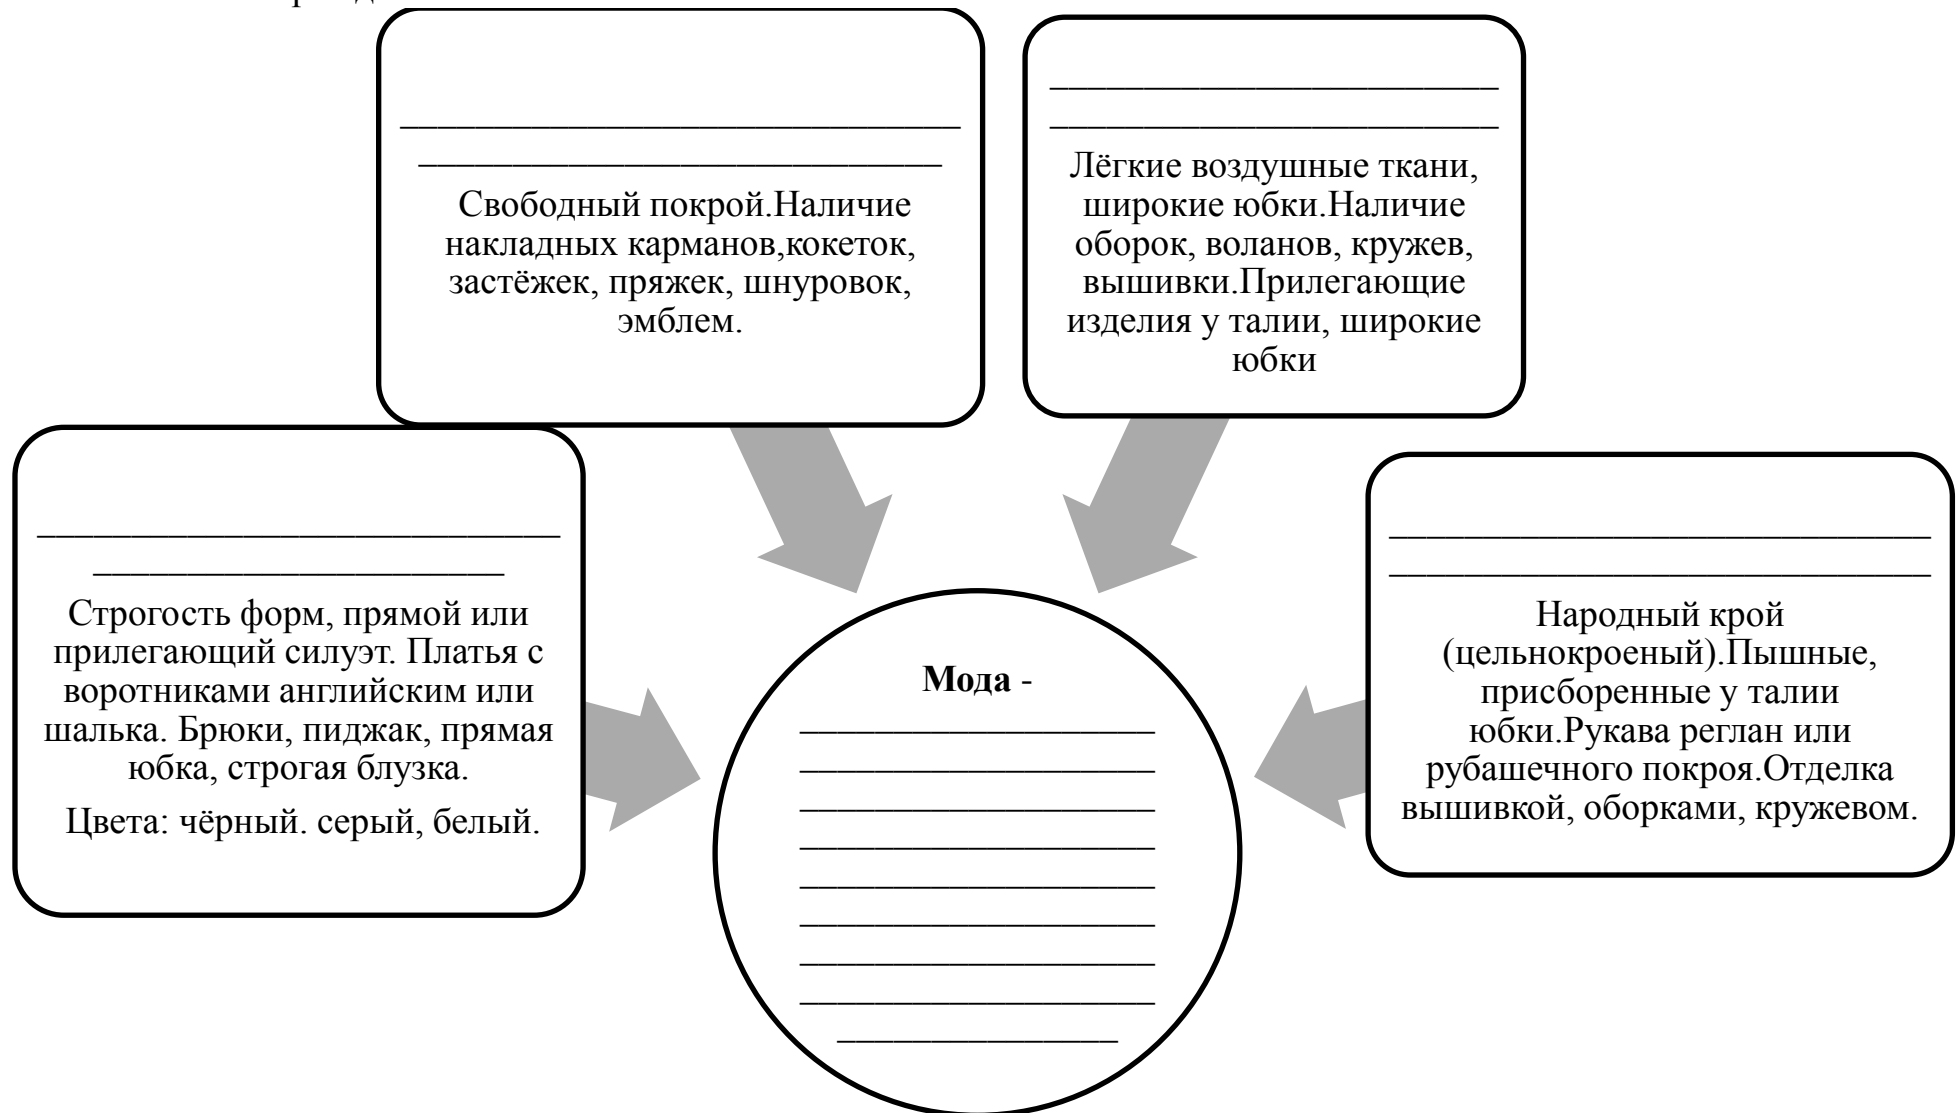 Свободный покрой.Наличие
накладных карманов,кокеток,
застёжек, пряжек, шнуровок,
эмблем.
Лёгкие воздушные ткани,
широкие юбки.Наличие
оборок, воланов, кружев,
вышивки.Прилегающие
изделия у талии, широкие
юбки
Строгость форм, прямой или
прилегающий силуэт. Платья с
воротниками английским или
шалька. Брюки, пиджак, прямая
юбка, строгая блузка.
Цвета: чёрный. серый, белый.
Мода -
Народный крой
(цельнокроеный).Пышные,
присборенные у талии
юбки.Рукава реглан или
рубашечного покроя.Отделка
вышивкой, оборками, кружевом.